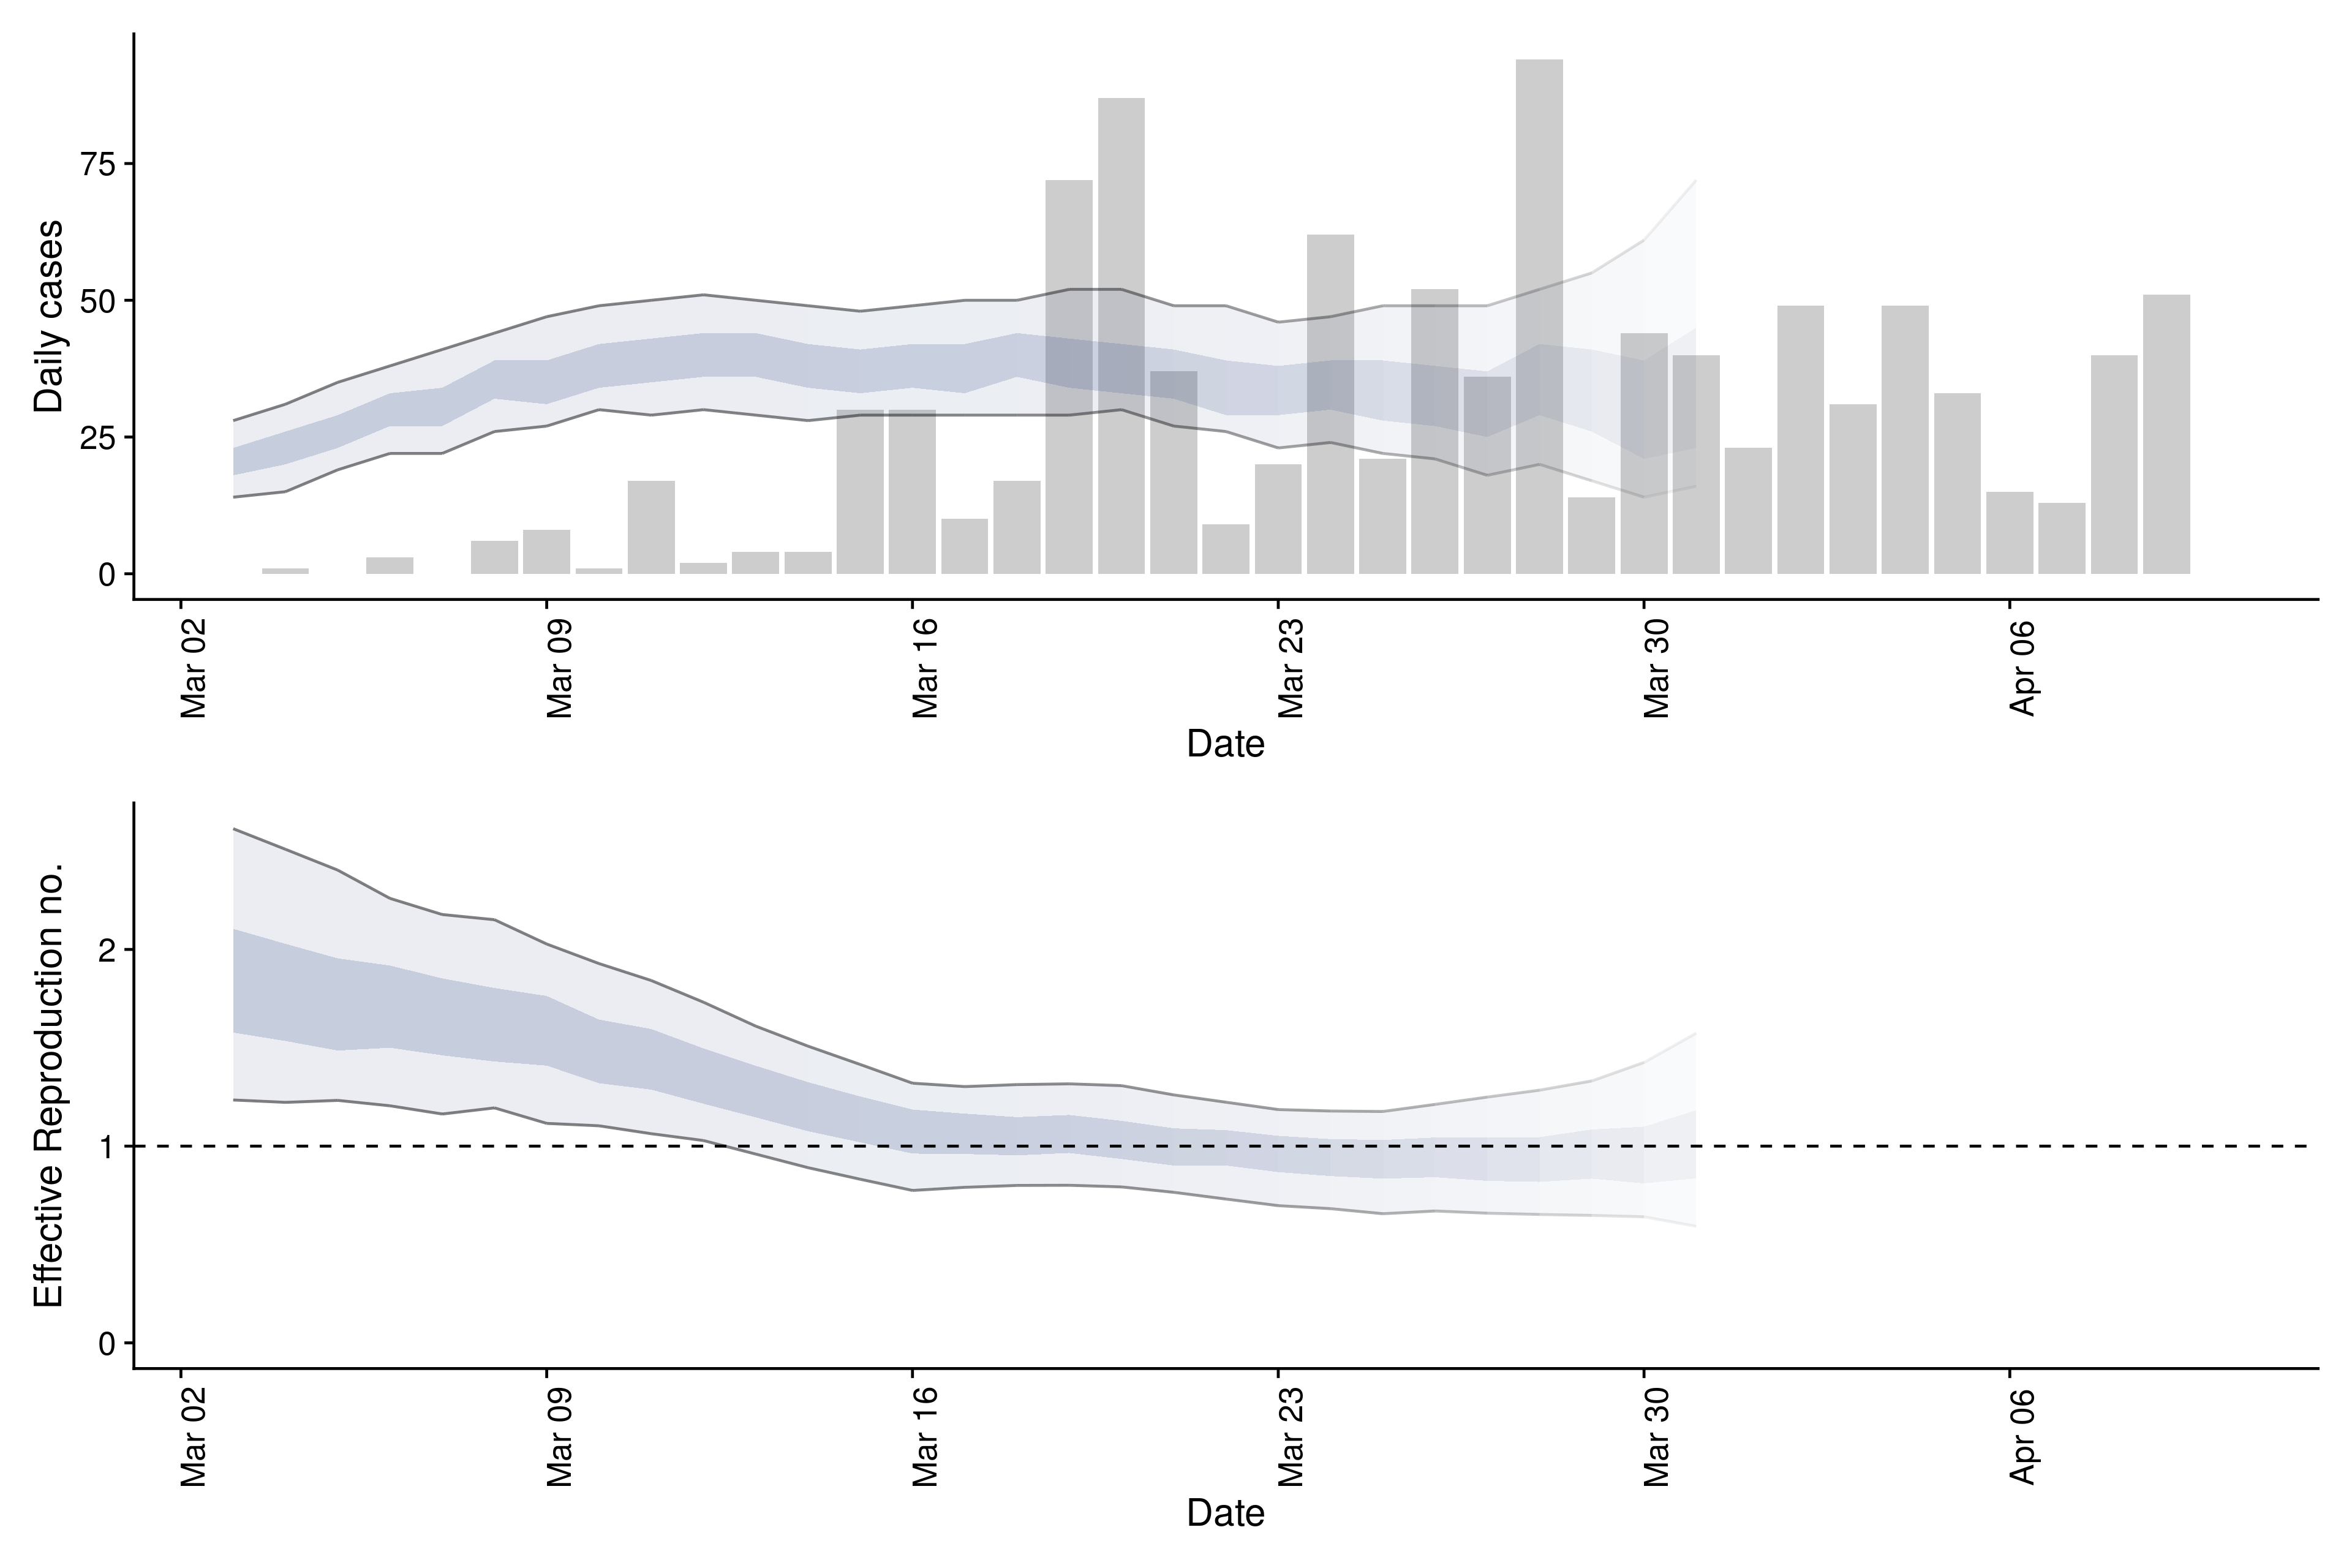 Daily cases
75
50
25
0
Mar 02
Mar 09
Mar 16
Mar 23
Mar 30
Apr 06
Date
Effective Reproduction no.
2
1
0
Mar 02
Mar 09
Mar 16
Mar 23
Mar 30
Apr 06
Date